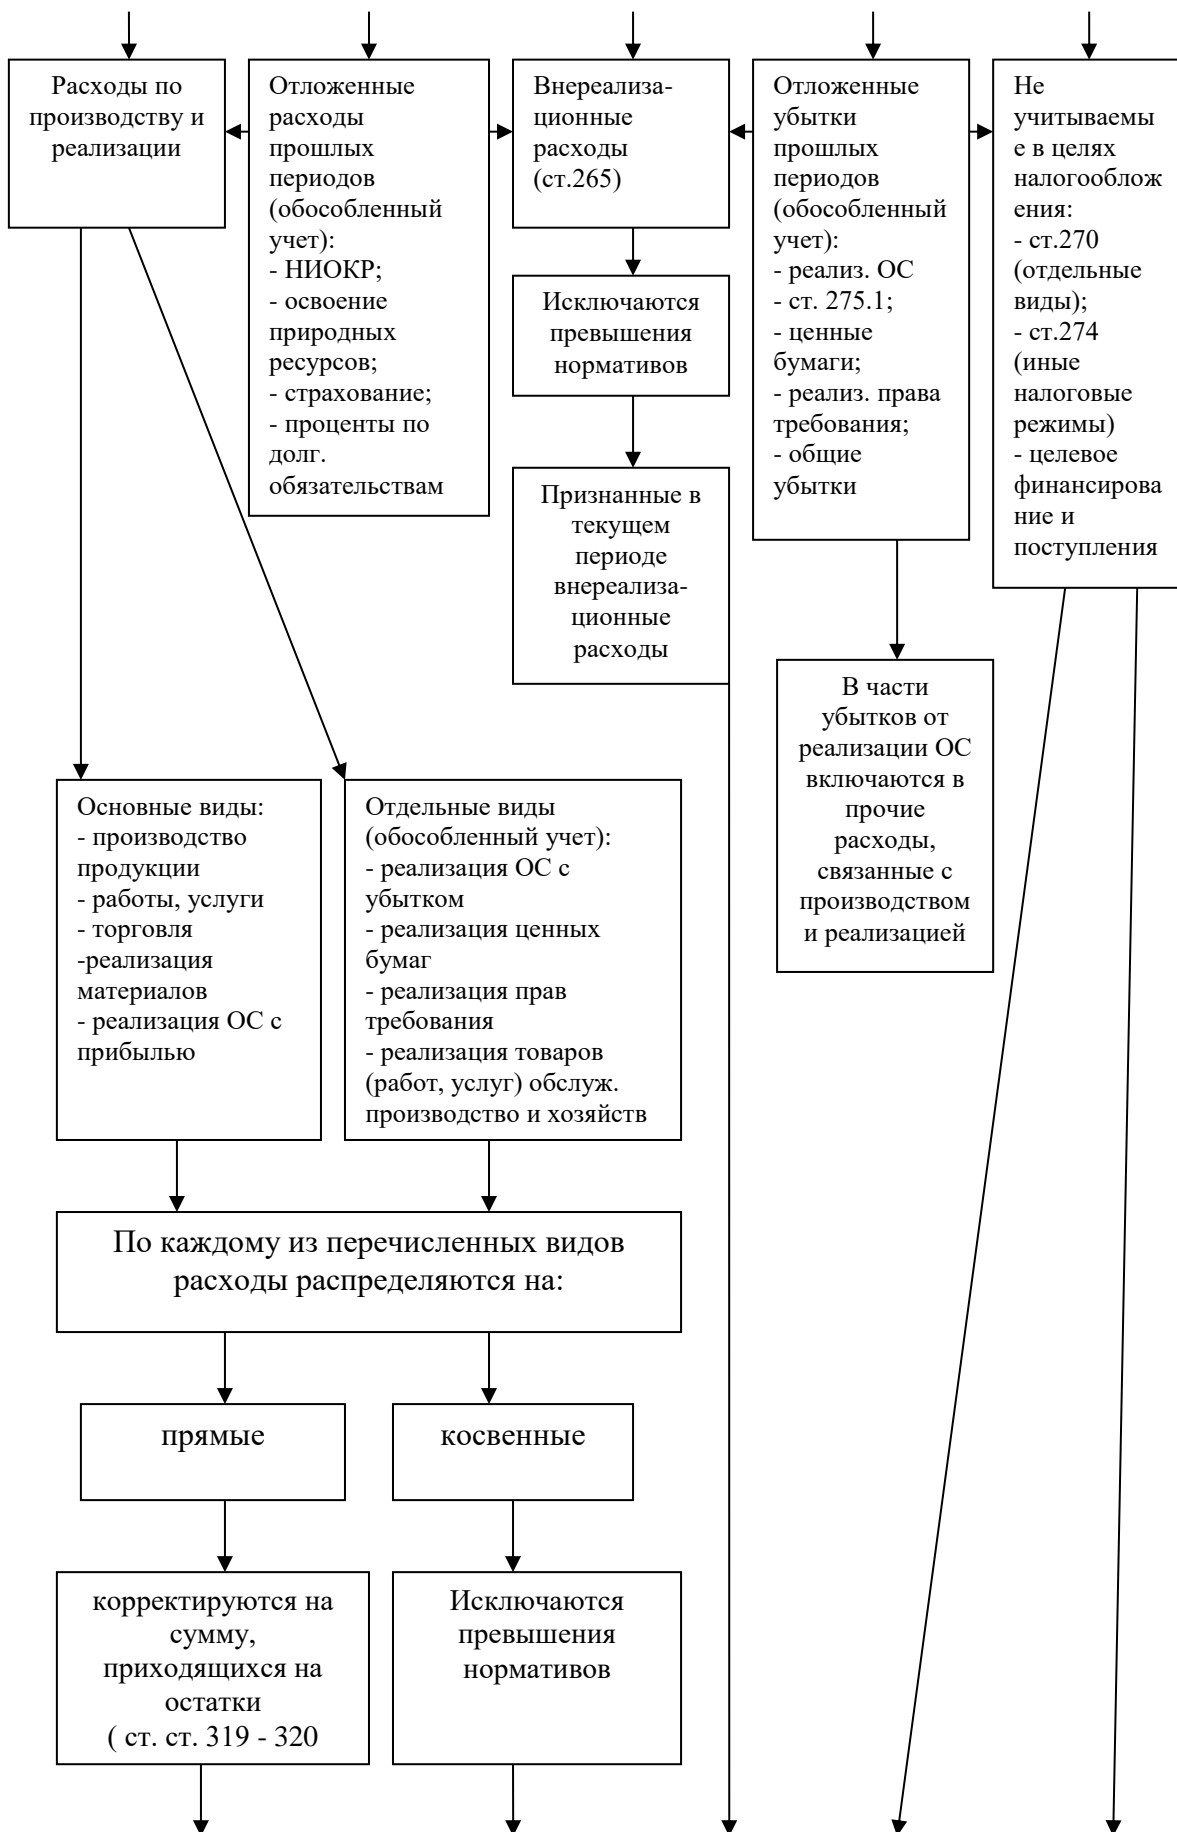 Расходы по
производству и
реализации
Отложенные
расходы
прошлых
периодов
(обособленный
учет):
- НИОКР;
- освоение
природных
ресурсов;
- страхование;
- проценты по
долг.
обязательствам
Внереализа-
ционные
расходы
(ст.265)
Отложенные
убытки
прошлых
периодов
(обособленный
учет):
- реализ. ОС
- ст. 275.1;
- ценные
бумаги;
- реализ. права
требования;
- общие
убытки
Не
учитываемы
е в целях
налогооблож
ения:
- ст.270
(отдельные
виды);
- ст.274
(иные
налоговые
режимы)
- целевое
финансирова
ние и
поступления
Исключаются
превышения
нормативов
Признанные в
текущем
периоде
внереализа-
ционные
расходы
В части
убытков от
реализации ОС
включаются в
прочие
расходы,
связанные с
производством
и реализацией
Основные виды:
- производство
продукции
- работы, услуги
- торговля
-реализация
материалов
- реализация ОС с
прибылью
Отдельные виды
(обособленный учет):
- реализация ОС с
убытком
- реализация ценных
бумаг
- реализация прав
требования
- реализация товаров
(работ, услуг) обслуж.
производство и хозяйств
По каждому из перечисленных видов
расходы распределяются на:
прямые
косвенные
корректируются на
сумму,
приходящихся на
остатки
( ст. ст. 319 - 320
Исключаются
превышения
нормативов